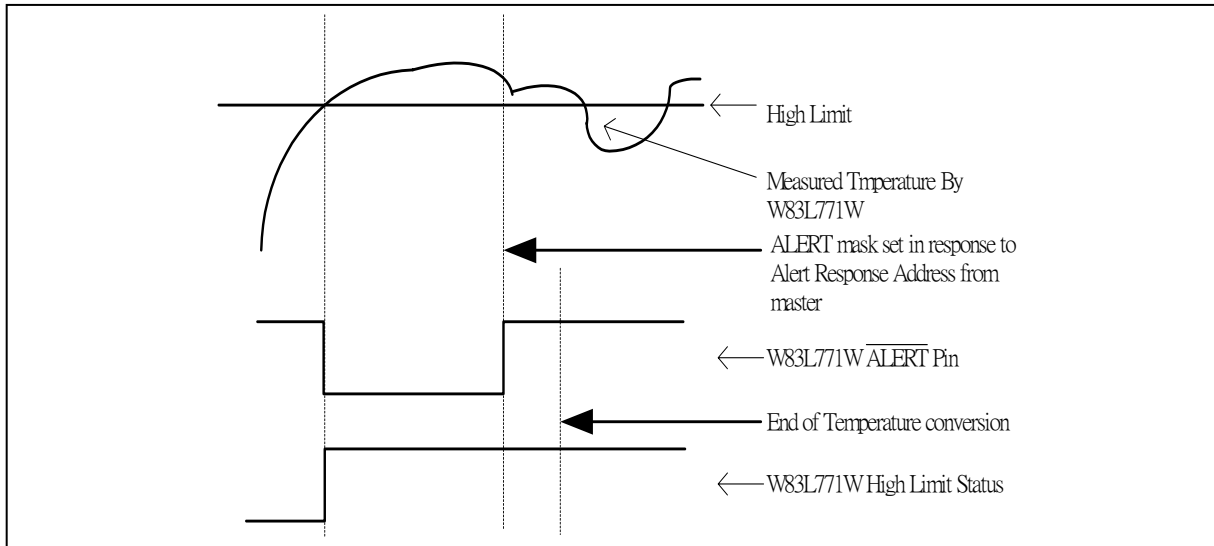 High Limit
Measured Tmperature By
W83L771W
ALERT mask set in response to
Alert Response Address from
master
W83L771W ALERT Pin
End of Temperature conversion
W83L771W High Limit Status